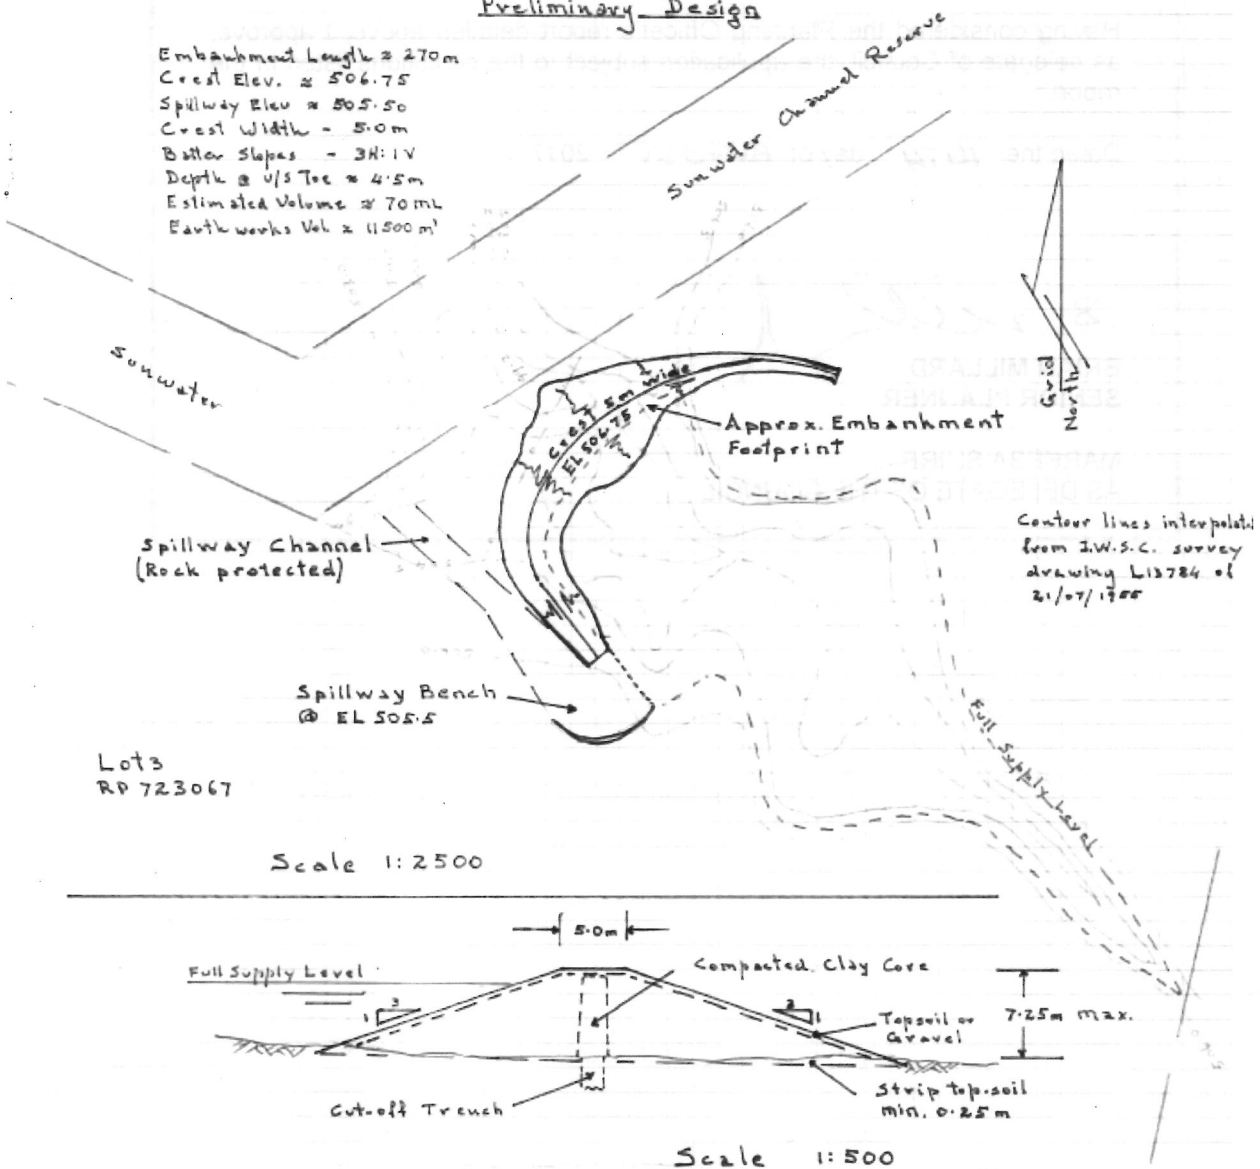 Preliminary Design
Embankment Length ≈ 270m
Crest Elev. ≈ 506.75
Spillway Elev ≈ 505.50
Crest Width - 5.0m
Batter Slopes - 3H:1V
Depth @ U/S Toe ≈ 4.5m
Estimated Volume ≈ 70 ML
Earthworks Vol ≈ 11500 m³
Sunwater Channel Reserve
Sunwater
Crest 5m wide
EL 506.75
Approx. Embankment
Footprint
Grid
North
Spillway Channel
(Rock protected)
Contour lines interpolat
from I.W.S.C. survey
drawing L13784 of
21/07/1955
Spillway Bench
@ EL 505.5
Full Supply Level
Lot 3
RP 723067
Scale 1:2500
5.0m
Full Supply Level
Compacted Clay Core
3
1
3
1
Topsoil or
Gravel
7.25m max.
Cut-off Trench
Strip top-soil
min. 0.25m
Scale 1:500